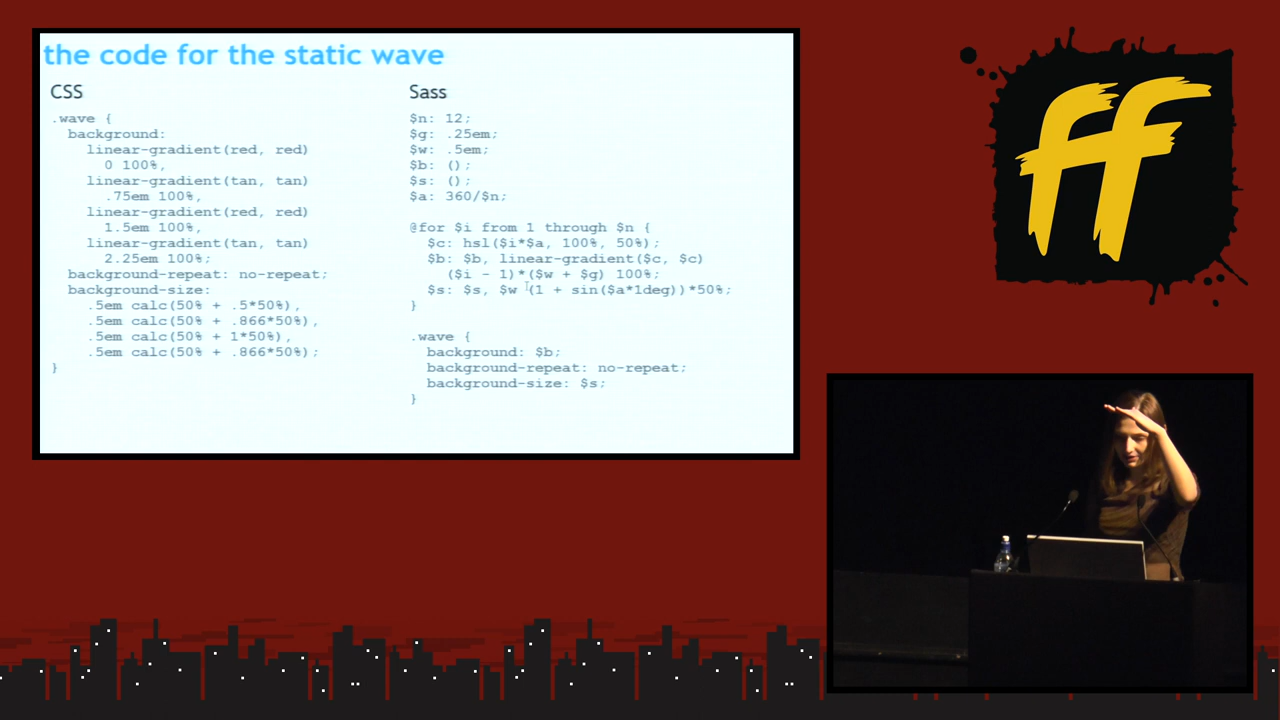 the code for the static wave
CSS
.wave {
background:
linear-gradient(red, red)
0 100%,
linear-gradient(tan, tan)
.75em 100%,
linear-gradient(red, red)
1.5em 100%,
linear-gradient(tan, tan)
2.25em 100%;
background-repeat: no-repeat;
background-size:
.5em calc(50% + .5*50%),
.5em calc(50% + .866*50%),
.5em calc(50% + 1*50%),
.5em calc(50% + .866*50%);
}
Sass
$n: 12;
$g: .25em;
$w: .5em;
$b: ();
$s: ();
$a: 360/$n;
@for $i from 1 through $n {
$c: hsl($i*$a, 100%, 50%);
$b: $b, linear-gradient($c, $c)
($i - 1)*($w + $g) 100%;
$s: $s, $w (1 + sin($a*1deg))*50%;
}
.wave {
background: $b;
background-repeat: no-repeat;
background-size: $s;
}
ff